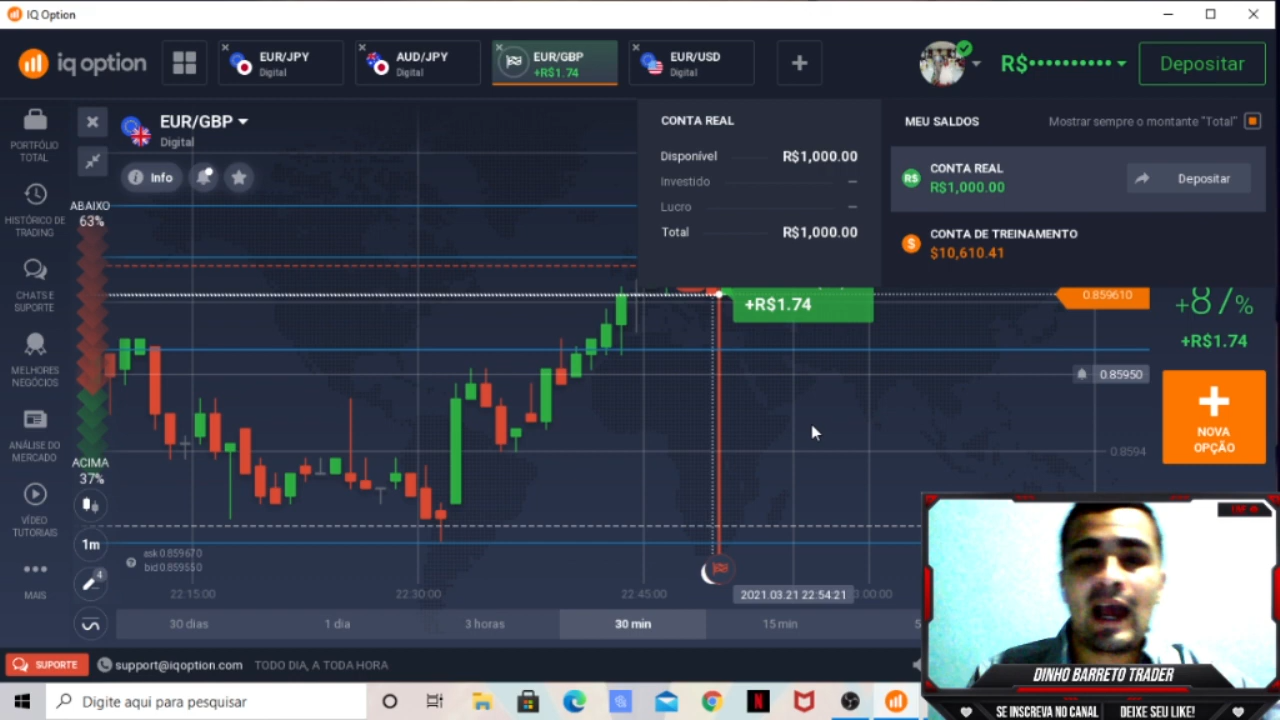 IQ Option
iq option
EUR/JPY
Digital
AUD/JPY
Digital
EUR/GBP
+R$1.74
EUR/USD
Digital
R$••••••••••
Depositar
PORTFÓLIO
TOTAL
HISTÓRICO DE
TRADING
CHATS E
SUPORTE
MELHORES
NEGÓCIOS
ANÁLISE DO
MERCADO
VÍDEO
TUTORIAIS
MAIS
EUR/GBP
Digital
Info
ABAIXO
63%
ACIMA
37%
1m
4
ask 0.859670
bid 0.859550
CONTA REAL
Disponível R$1,000.00
Investido –
Lucro –
Total R$1,000.00
MEU SALDOS
Mostrar sempre o montante "Total"
R$
CONTA REAL
R$1,000.00
Depositar
$
CONTA DE TREINAMENTO
$10,610.41
+R$1.74
0.859610
+87%
+R$1.74
0.85950
NOVA
OPÇÃO
0.8594
22:15:00
22:30:00
22:45:00
2021.03.21 22:54:21
3:00:00
30 dias
1 dia
3 horas
30 min
15 min
5
SUPORTE
support@iqoption.com
TODO DIA, A TODA HORA
DINHO BARRETO TRADER
SE INSCREVA NO CANAL
DEIXE SEU LIKE!
Digite aqui para pesquisar